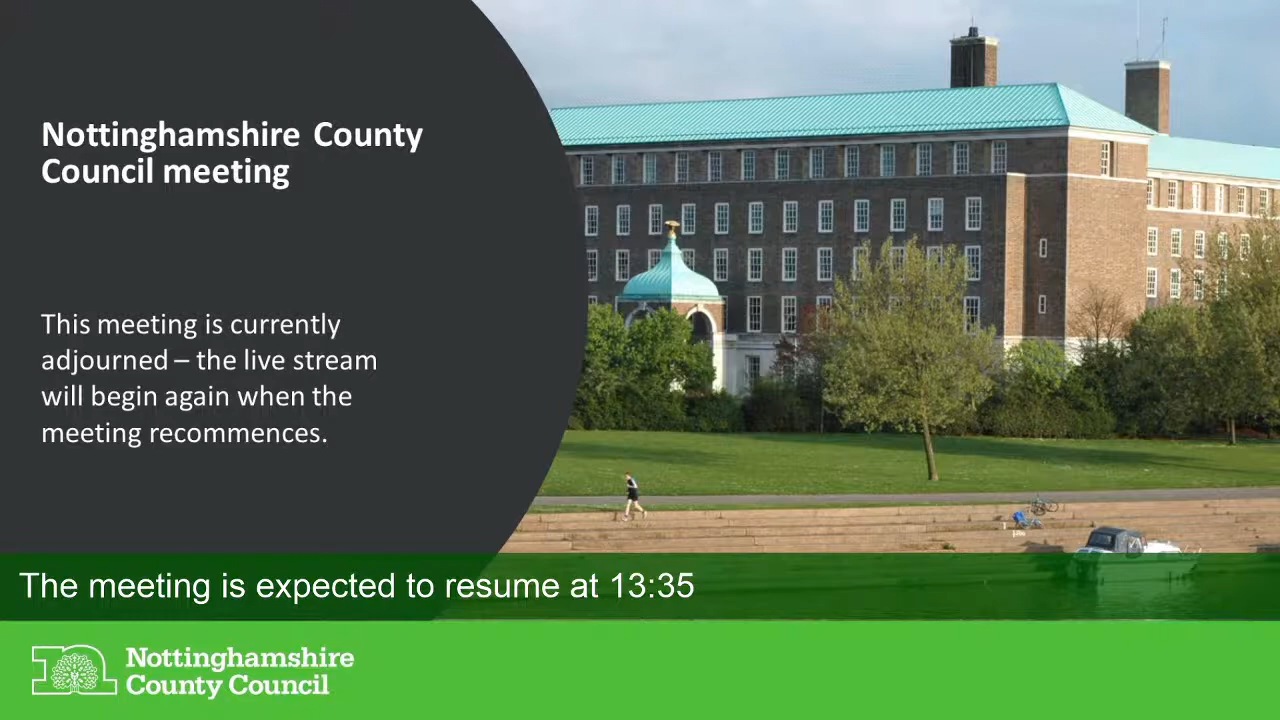 Nottinghamshire County
Council meeting
This meeting is currently
adjourned – the live stream
will begin again when the
meeting recommences.
The meeting is expected to resume at 13:35
Nottinghamshire
County Council